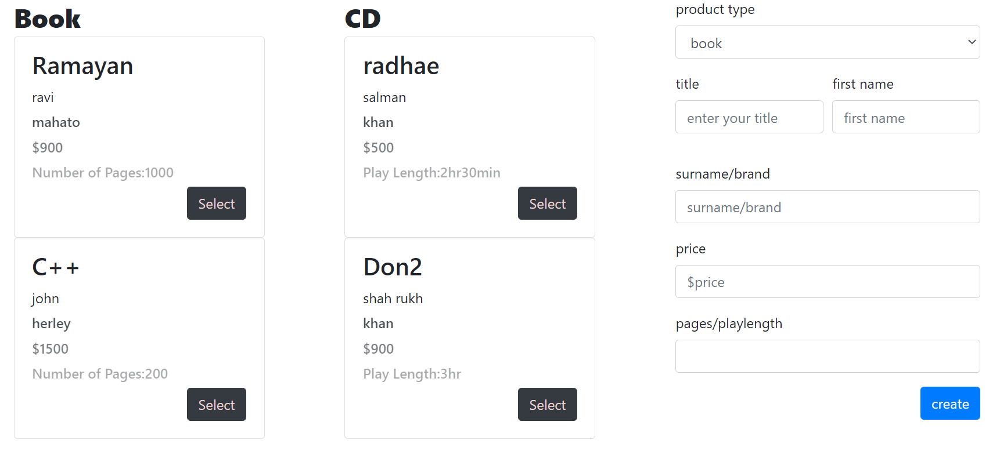 Book
Ramayan
ravi
mahato
$900
Number of Pages:1000
Select
C++
john
herley
$1500
Number of Pages:200
Select
CD
radhae
salman
khan
$500
Play Length:2hr30min
Select
Don2
shah rukh
khan
$900
Play Length:3hr
Select
product type
book
title
first name
enter your title
first name
surname/brand
surname/brand
price
$price
pages/playlength
create